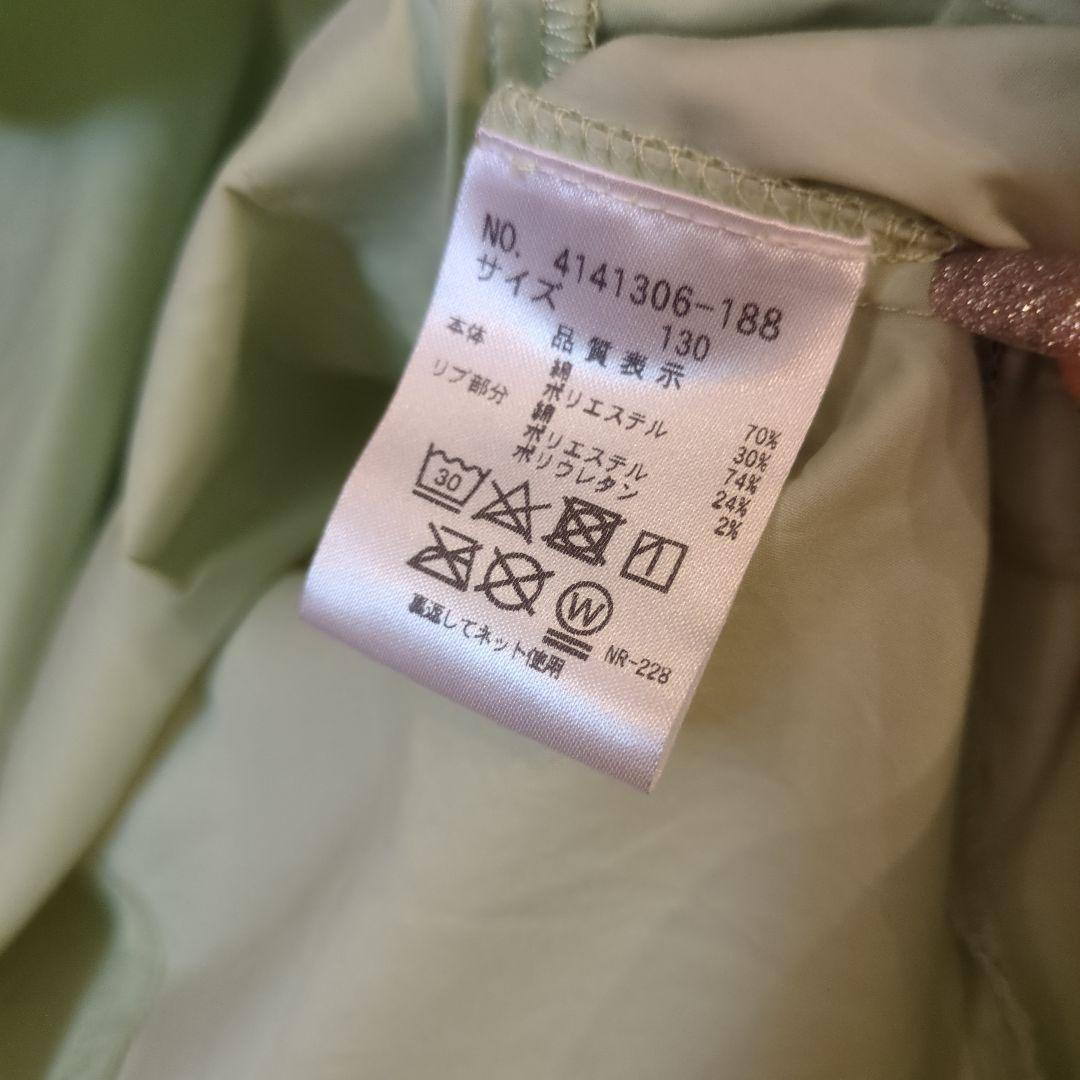 NO. 4141306-188
サイズ 130
品質表示
本体 綿 70%
ポリエステル 30%
リブ部分 綿 74%
ポリエステル 24%
ポリウレタン 2%
30
W
裏返してネット使用
NR-228